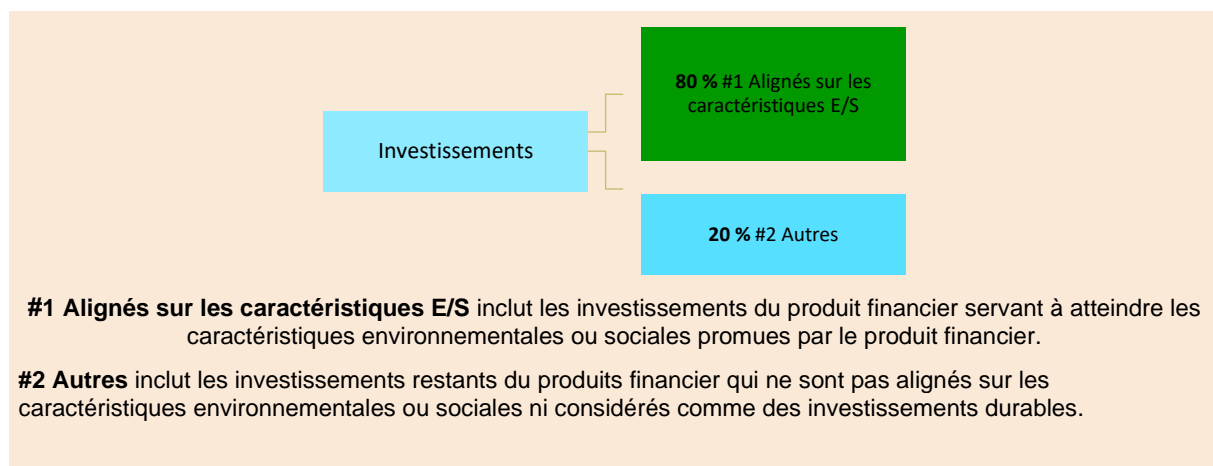 80 % #1 Alignés sur les
caractéristiques E/S
Investissements
20 % #2 Autres
#1 Alignés sur les caractéristiques E/S inclut les investissements du produit financier servant à atteindre les
caractéristiques environnementales ou sociales promues par le produit financier.
#2 Autres inclut les investissements restants du produits financier qui ne sont pas alignés sur les
caractéristiques environnementales ou sociales ni considérés comme des investissements durables.